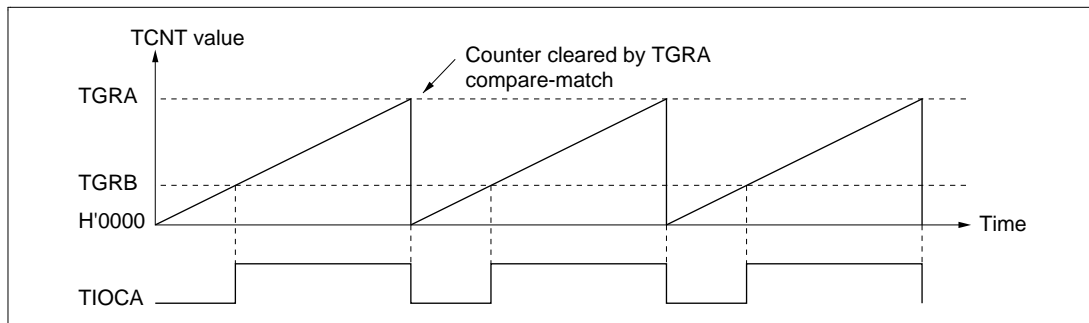 TCNT value
Counter cleared by TGRA
compare-match
TGRA
TGRB
H'0000
Time
TIOCA